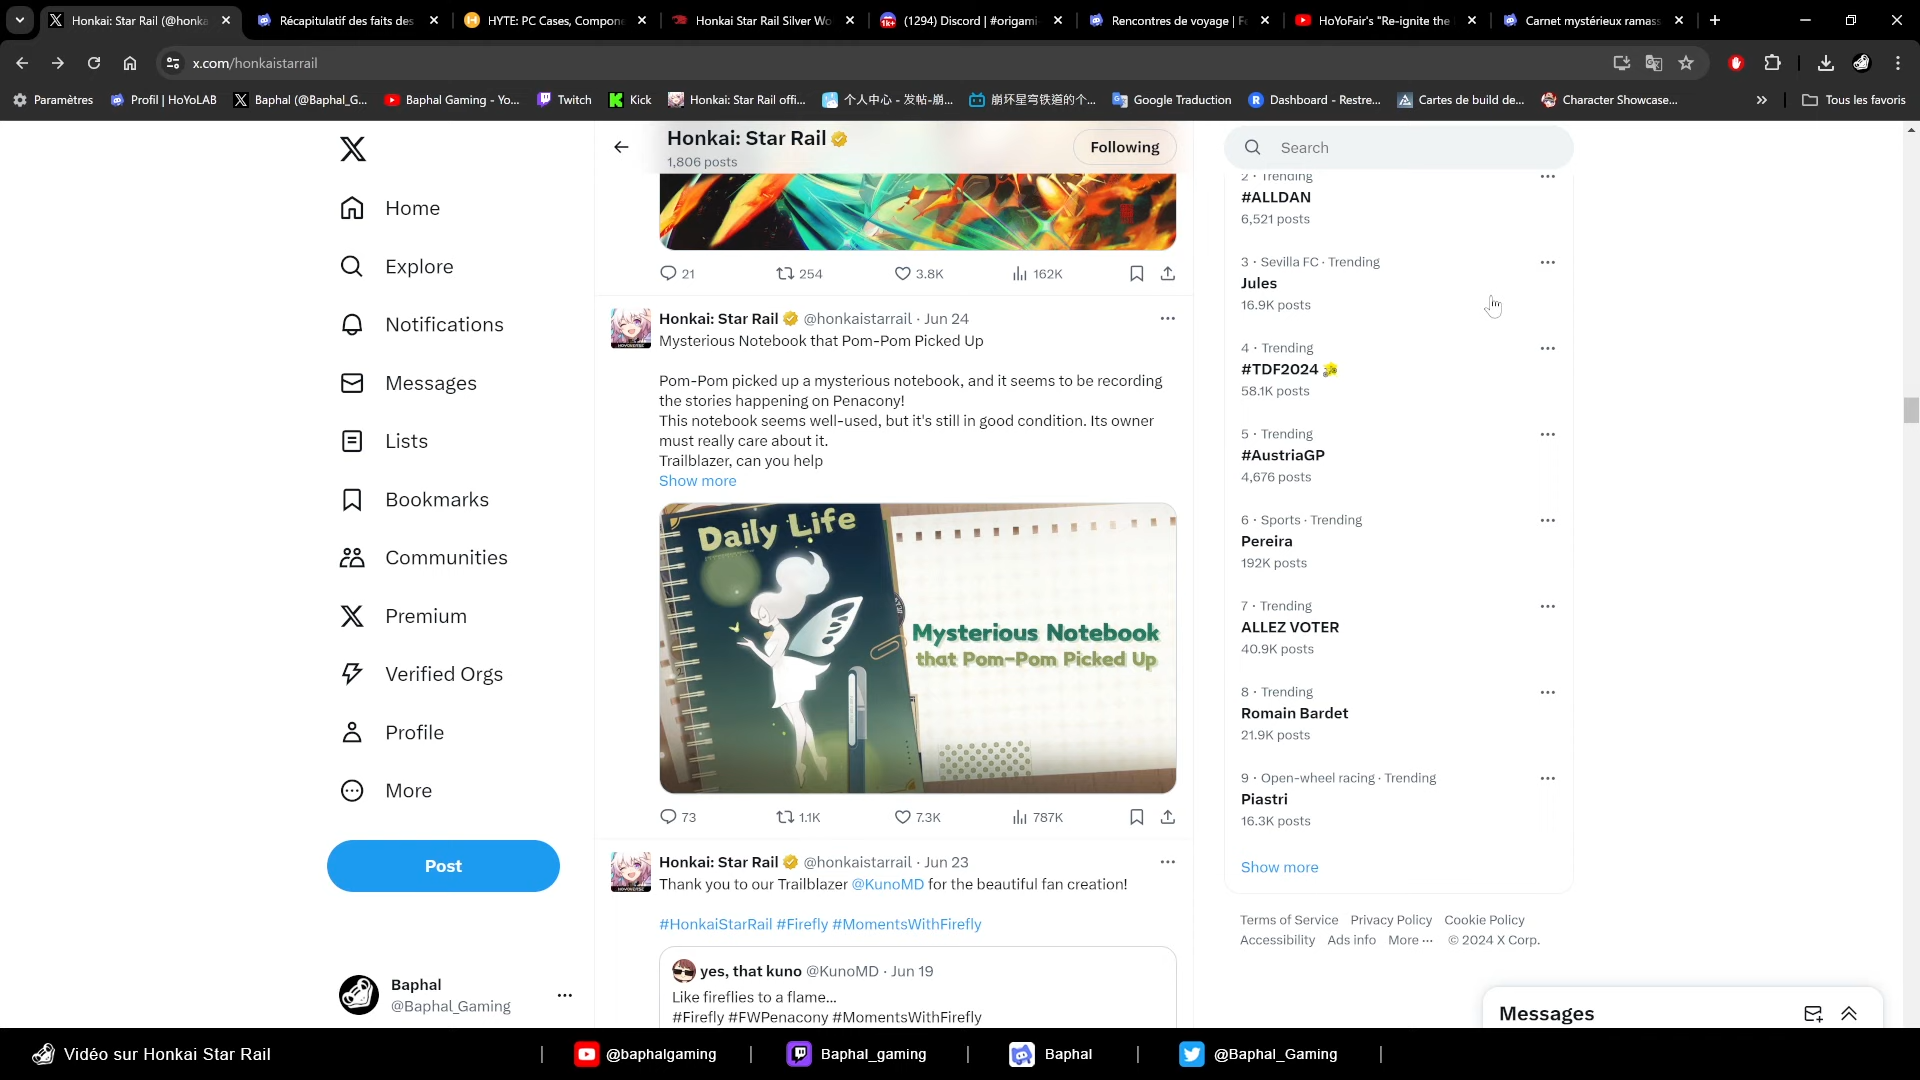 Honkai: Star Rail (@honka
Récapitulatif des faits des
HYTE: PC Cases, Compone
Honkai Star Rail Silver Wo
(1294) Discord | #origami
Rencontres de voyage | Fe
HoYoFair's "Re-ignite the
Carnet mystérieux ramass
x.com/honkaistarrail
Paramètres
Profil | HoYoLAB
Baphal (@Baphal_G...
Baphal Gaming - Yo...
Twitch
Kick
Honkai: Star Rail offi...
个人中心 - 发帖-崩...
崩坏星穹铁道的个...
Google Traduction
Dashboard - Restre...
Cartes de build de...
Character Showcase...
Tous les favoris
Home
Explore
Notifications
Messages
Lists
Bookmarks
Communities
Premium
Verified Orgs
Profile
More
Post
Baphal
@Baphal_Gaming
Honkai: Star Rail
1,806 posts
Following
21 254 3.8K 162K
Honkai: Star Rail @honkaistarrail · Jun 24
Mysterious Notebook that Pom-Pom Picked Up
Pom-Pom picked up a mysterious notebook, and it seems to be recording
the stories happening on Penacony!
This notebook seems well-used, but it's still in good condition. Its owner
must really care about it.
Trailblazer, can you help
Show more
Daily Life
Mysterious Notebook
that Pom-Pom Picked Up
73 1.1K 7.3K 787K
Honkai: Star Rail @honkaistarrail · Jun 23
Thank you to our Trailblazer @KunoMD for the beautiful fan creation!
#HonkaiStarRail #Firefly #MomentsWithFirefly
yes, that kuno @KunoMD · Jun 19
Like fireflies to a flame...
#Firefly #FWPenacony #MomentsWithFirefly
Search
2 · Trending
#ALLDAN
6,521 posts
3 · Sevilla FC · Trending
Jules
16.9K posts
4 · Trending
#TDF2024
58.1K posts
5 · Trending
#AustriaGP
4,676 posts
6 · Sports · Trending
Pereira
192K posts
7 · Trending
ALLEZ VOTER
40.9K posts
8 · Trending
Romain Bardet
21.9K posts
9 · Open-wheel racing · Trending
Piastri
16.3K posts
Show more
Terms of Service Privacy Policy Cookie Policy
Accessibility Ads info More ··· © 2024 X Corp.
Messages
Vidéo sur Honkai Star Rail | @baphalgaming | Baphal_gaming | Baphal | @Baphal_Gaming |